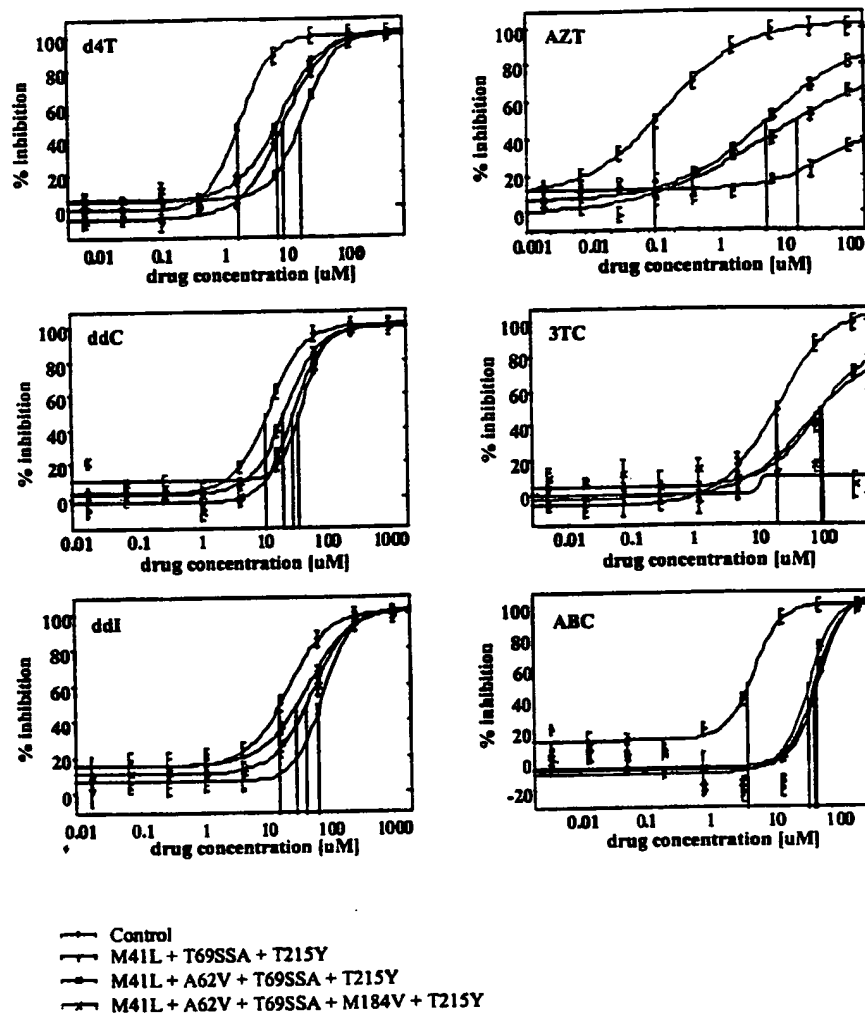 d4T
% inhibition
100
80
60
40
20
0
0.01 0.1 1 10 100
drug concentration [uM]
AZT
% inhibition
100
80
60
40
20
0
0.001 0.01 0.1 1 10 100
drug concentration [uM]
ddC
% inhibition
100
80
60
40
20
0
0.01 0.1 1 10 100 1000
drug concentration [uM]
3TC
% inhibition
100
80
60
40
20
0
0.01 0.1 1 10 100
drug concentration [uM]
ddI
% inhibition
100
80
60
40
20
0
0.01 0.1 1 10 100 1000
drug concentration [uM]
ABC
% inhibition
100
80
60
40
20
0
-20
0.01 0.1 1 10 100
drug concentration [uM]
Control
M41L + T69SSA + T215Y
M41L + A62V + T69SSA + T215Y
M41L + A62V + T69SSA + M184V + T215Y